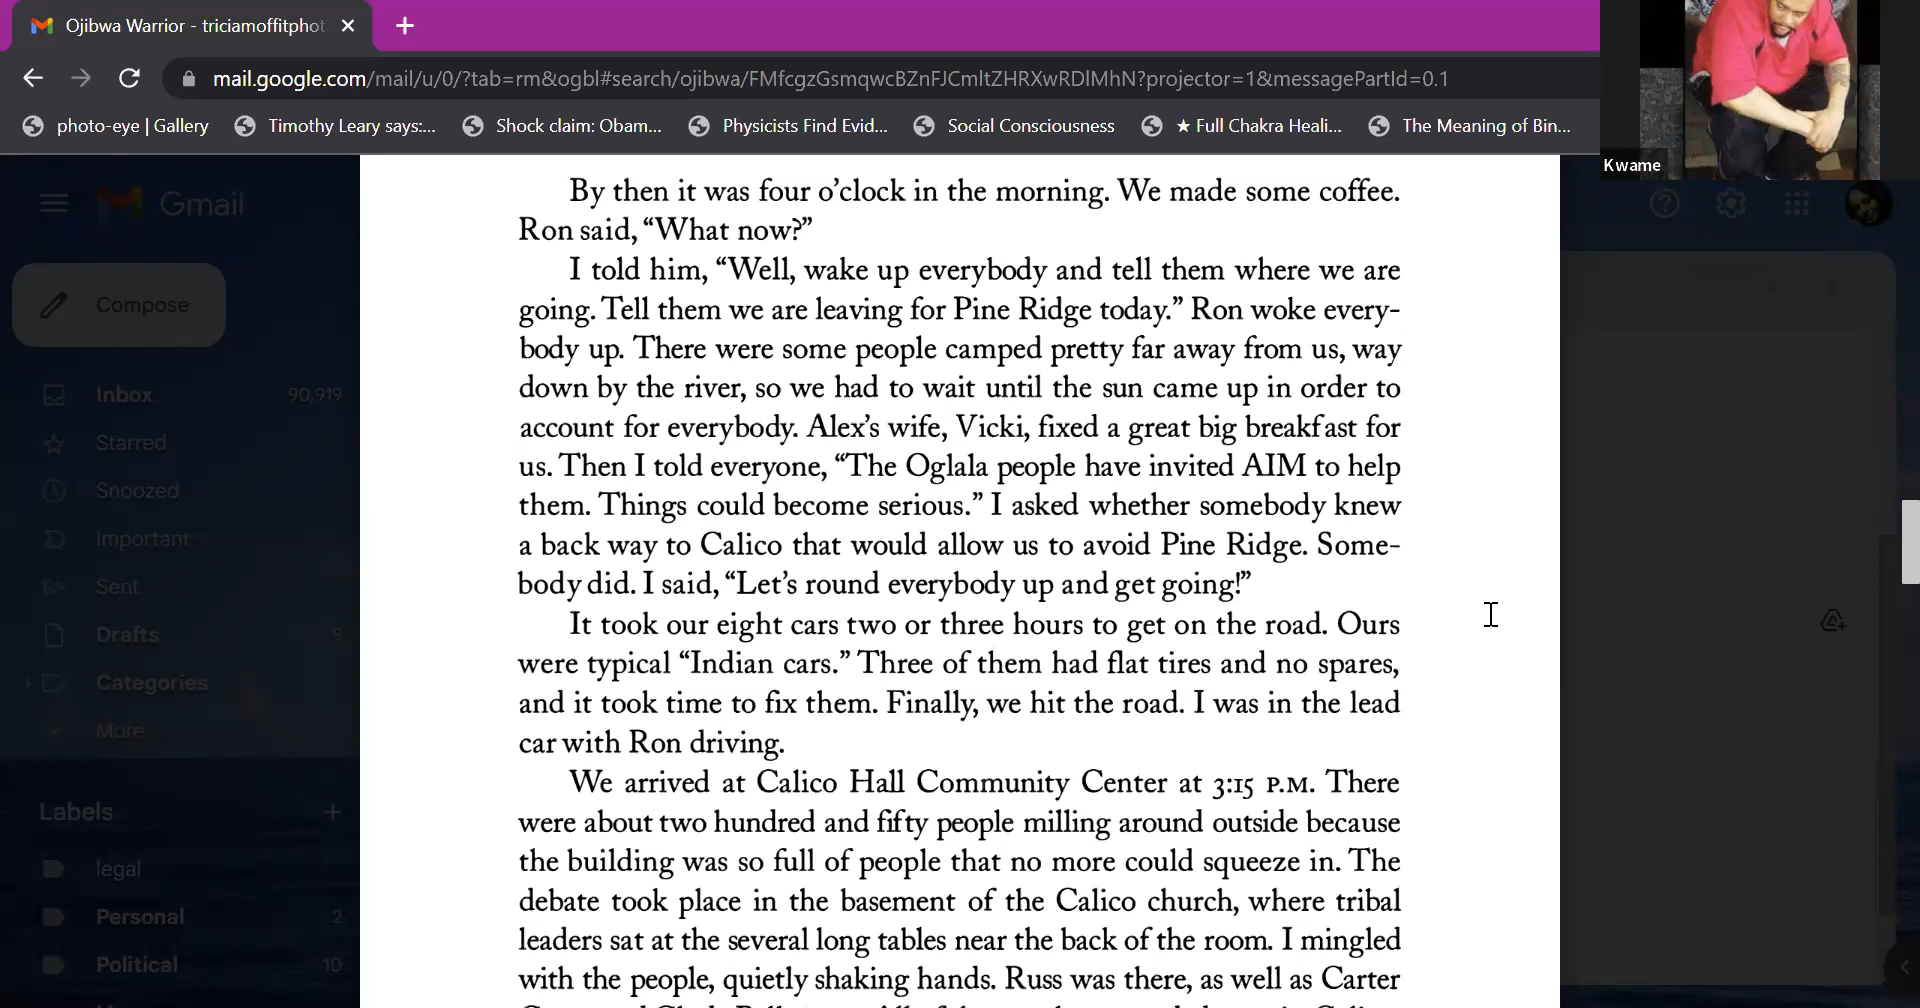 Ojibwa Warrior - triciamoffitphot
mail.google.com/mail/u/0/?tab=rm&ogbl#search/ojibwa/FMfcgzGsmqwcBZnFJCmltZHRXwRDlMhN?projector=1&messagePartId=0.1
photo-eye | Gallery
Timothy Leary says:...
Shock claim: Obam...
Physicists Find Evid...
Social Consciousness
★ Full Chakra Heali...
The Meaning of Bin...
Kwame
Gmail
Compose
Inbox 90,919
Starred
Snoozed
Important
Sent
Drafts 9
Categories
More
Labels +
legal
Personal 2
Political 10
By then it was four o’clock in the morning. We made some coffee.
Ron said, “What now?”
I told him, “Well, wake up everybody and tell them where we are
going. Tell them we are leaving for Pine Ridge today.” Ron woke every-
body up. There were some people camped pretty far away from us, way
down by the river, so we had to wait until the sun came up in order to
account for everybody. Alex’s wife, Vicki, fixed a great big breakfast for
us. Then I told everyone, “The Oglala people have invited AIM to help
them. Things could become serious.” I asked whether somebody knew
a back way to Calico that would allow us to avoid Pine Ridge. Some-
body did. I said, “Let’s round everybody up and get going!”
It took our eight cars two or three hours to get on the road. Ours
were typical “Indian cars.” Three of them had flat tires and no spares,
and it took time to fix them. Finally, we hit the road. I was in the lead
car with Ron driving.
We arrived at Calico Hall Community Center at 3:15 P.M. There
were about two hundred and fifty people milling around outside because
the building was so full of people that no more could squeeze in. The
debate took place in the basement of the Calico church, where tribal
leaders sat at the several long tables near the back of the room. I mingled
with the people, quietly shaking hands. Russ was there, as well as Carter